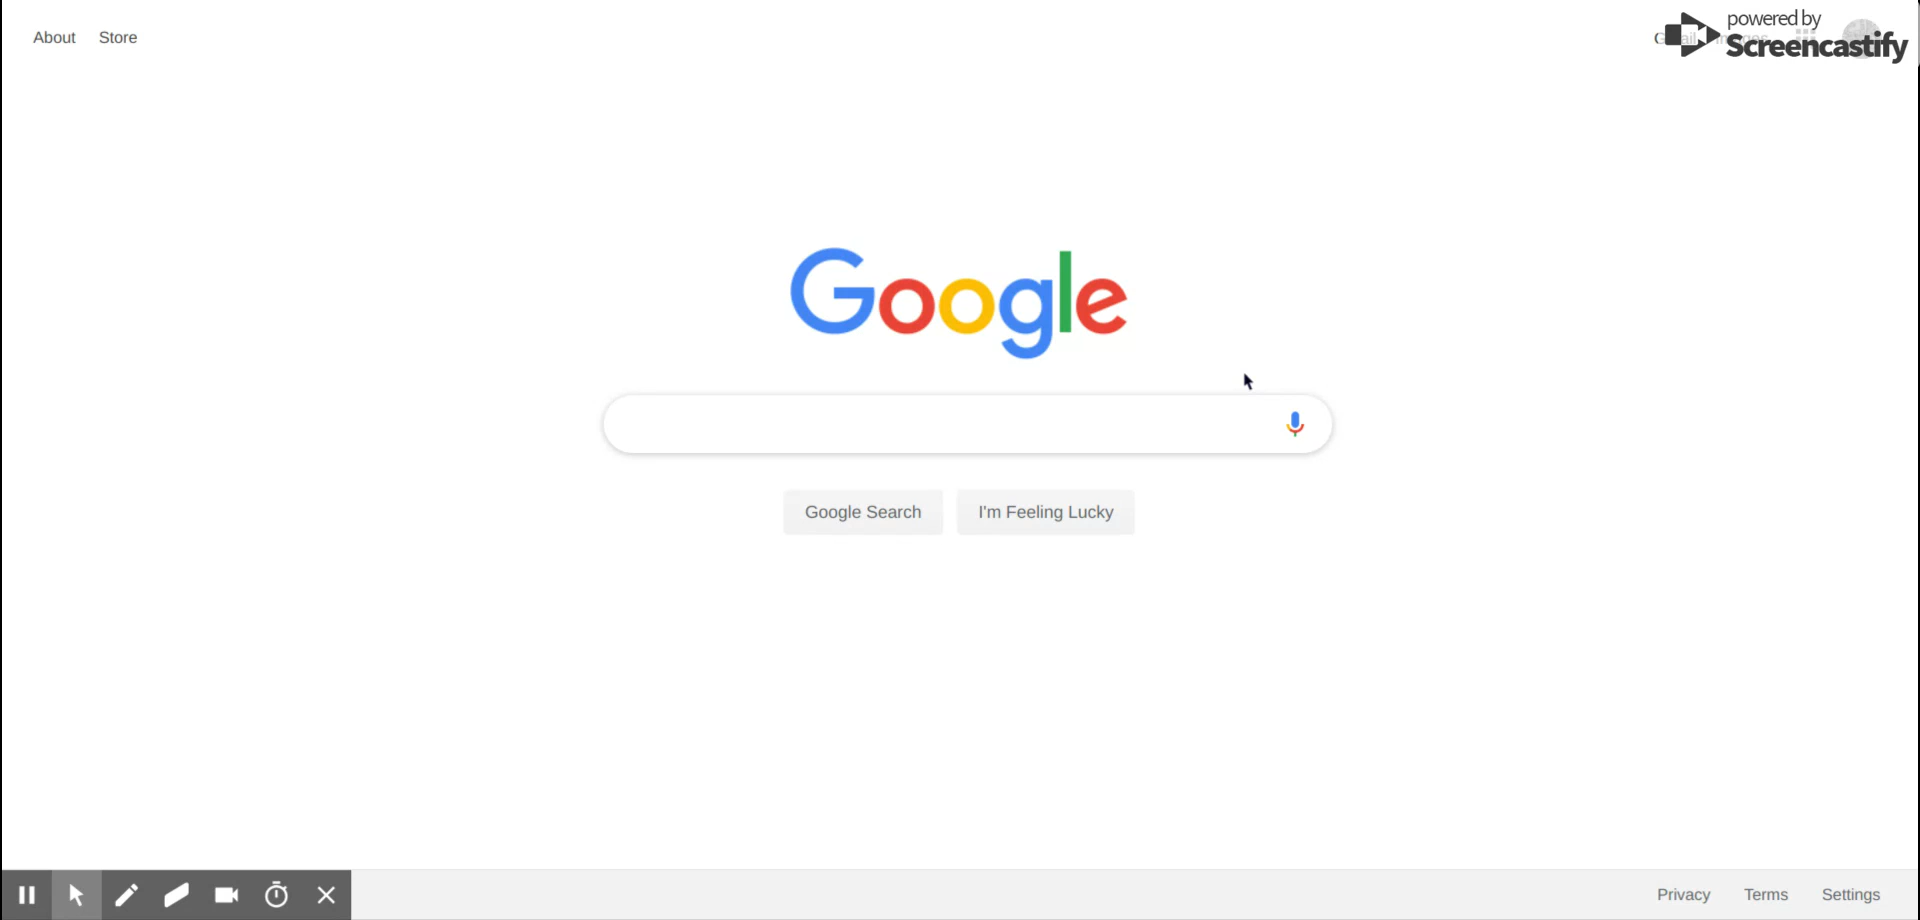 About Store
powered by
Screencastify
Google
Google Search I'm Feeling Lucky
Privacy Terms Settings